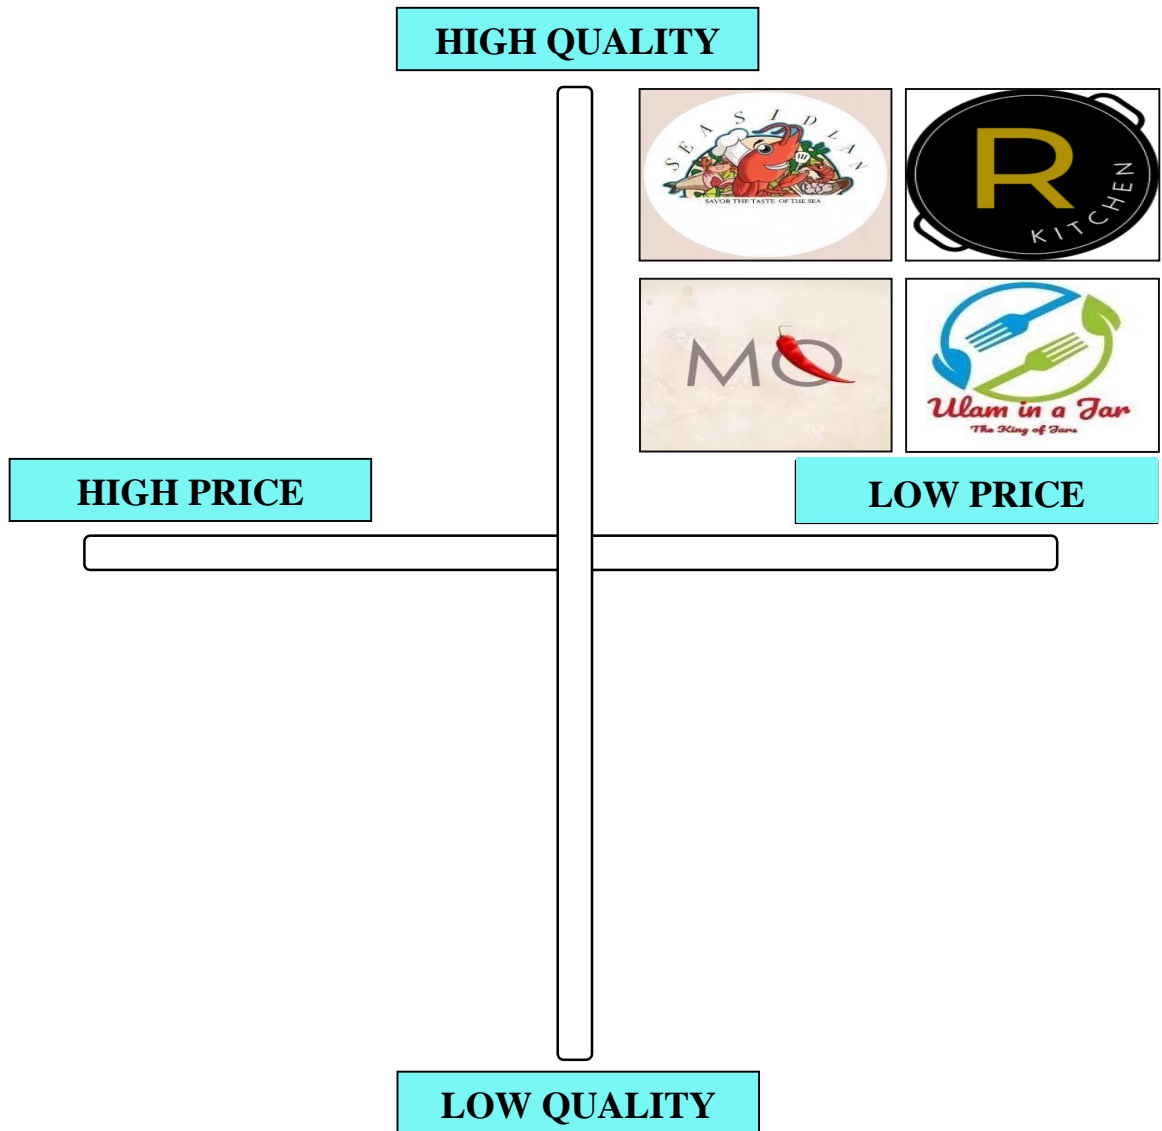 HIGH QUALITY
SEASIDLAN
SAVOR THE TASTE OF THE SEA
R
KITCHEN
MO
Ulam in a Jar
The King of Jars
HIGH PRICE
LOW PRICE
LOW QUALITY